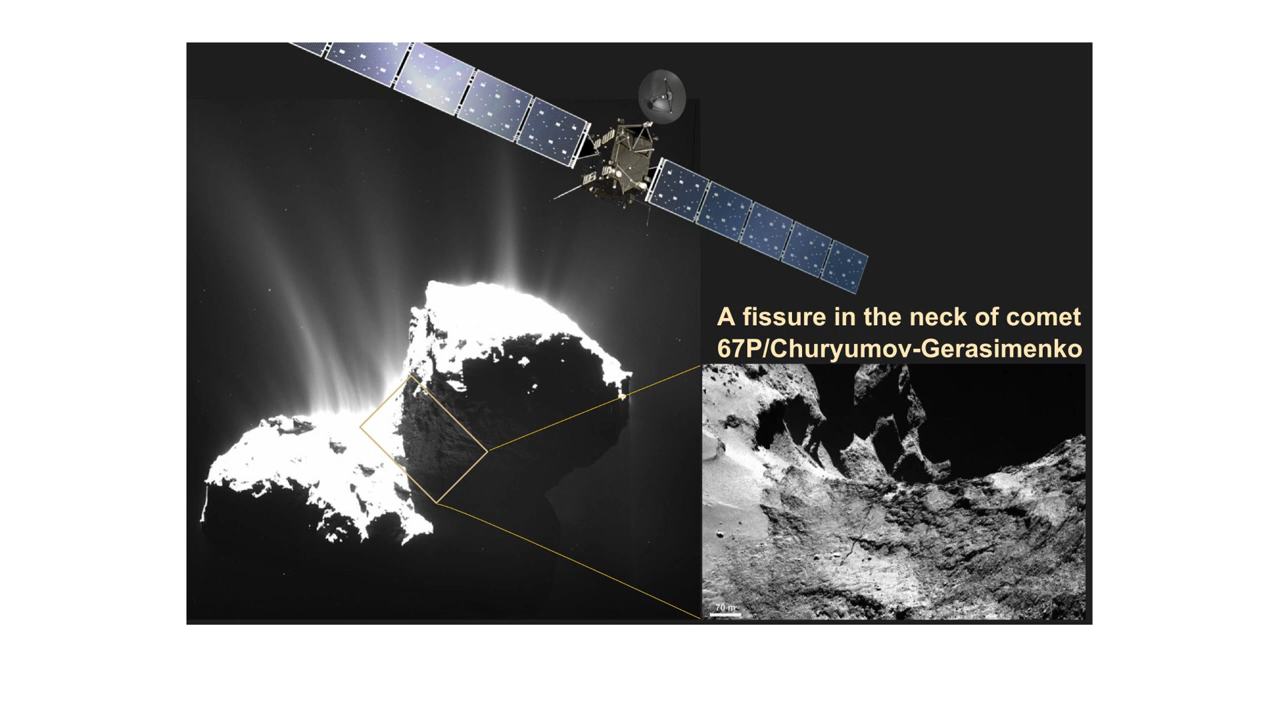 A fissure in the neck of comet
67P/Churyumov-Gerasimenko
70 m